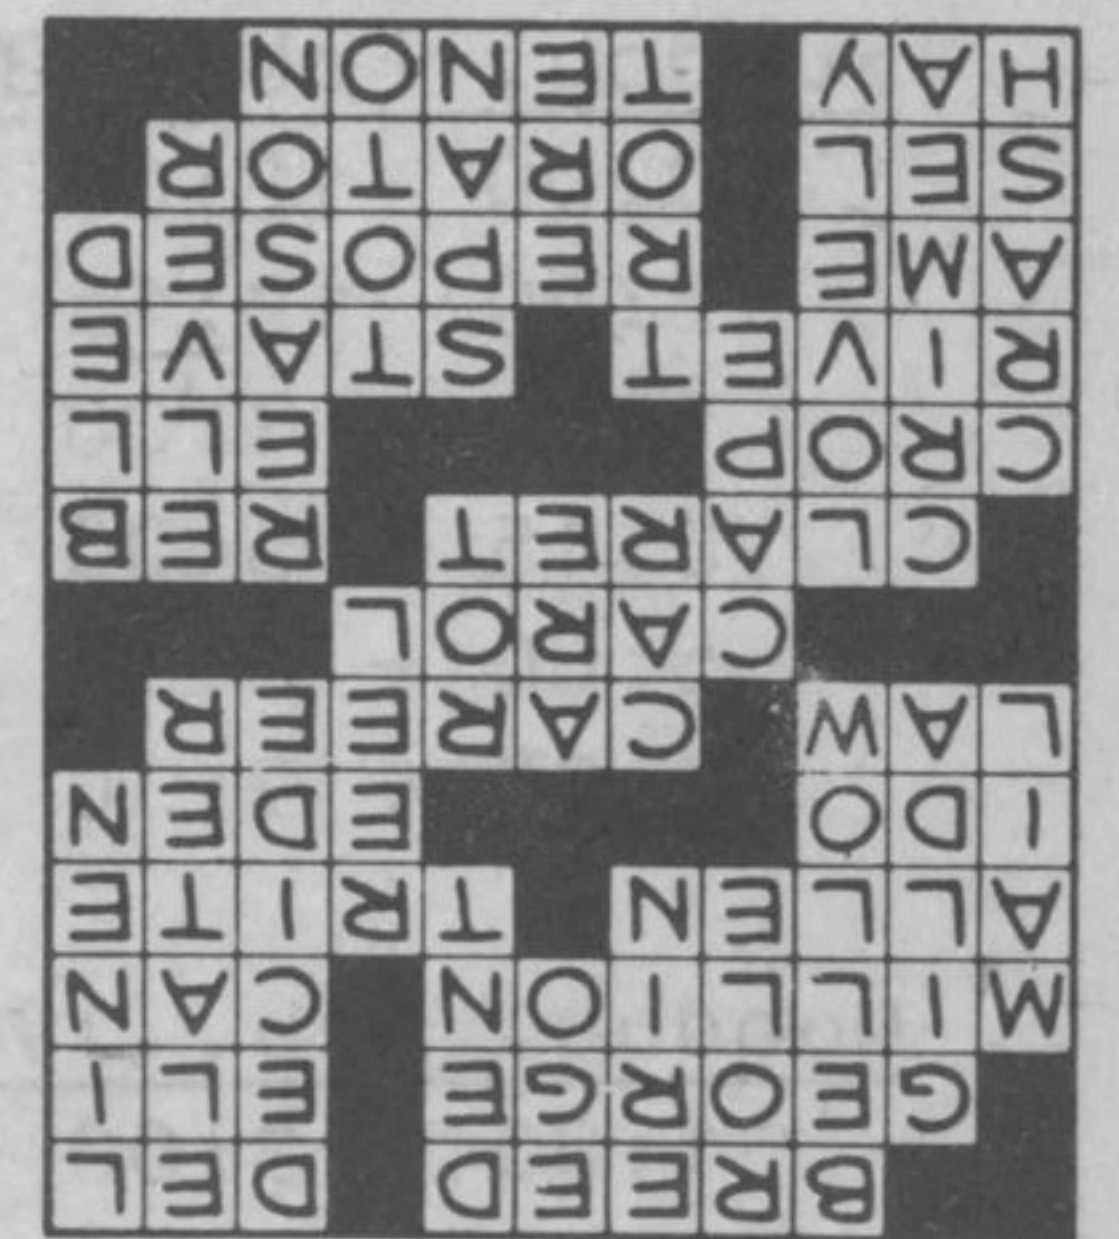 BREED DEL
GEORGE ELI
MILLION CAN
ALLEN TRITE
IDO EDEN
LAW CAREER
CAROL
CLARET REB
CROP ELL
RIVET STAVE
AME REPOSED
SEL ORATOR
HAY TENON